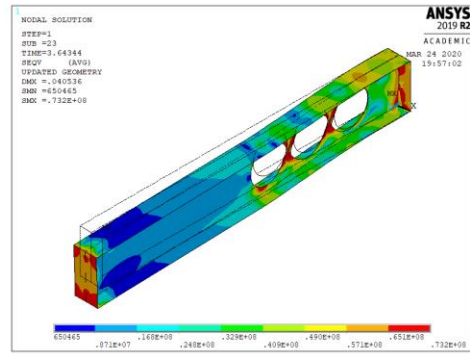 1
NODAL SOLUTION
STEP=1
SUB =23
TIME=3.64344
SEQV (AVG)
UPDATED GEOMETRY
DMX =.040536
SMN =650465
SMX =.732E+08
ANSYS
2019 R2
ACADEMIC
MAR 24 2020
19:57:02
MX
X
650465 .168E+08 .329E+08 .490E+08 .651E+08
.871E+07 .248E+08 .409E+08 .571E+08 .732E+08